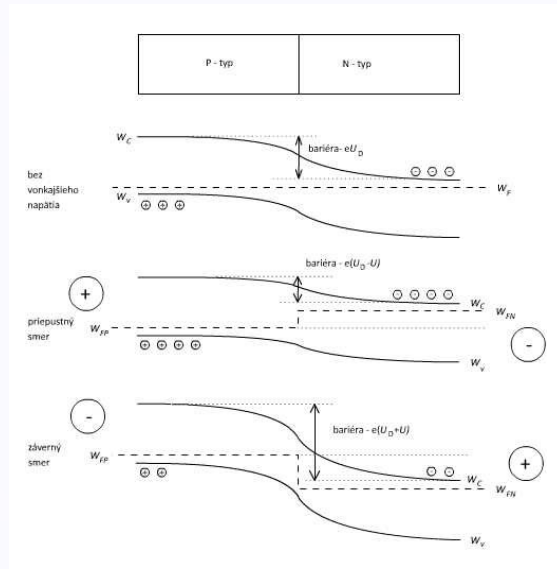 P - typ
N - typ
W_C
bariéra- eU_D
bez
vonkajšieho
napätia
W_F
W_v
bariéra - e(U_D-U)
+
W_C
W_FN
priepustný
smer
W_FP
-
W_v
-
bariéra - e(U_D+U)
záverný
smer
W_FP
+
W_C
W_FN
W_v